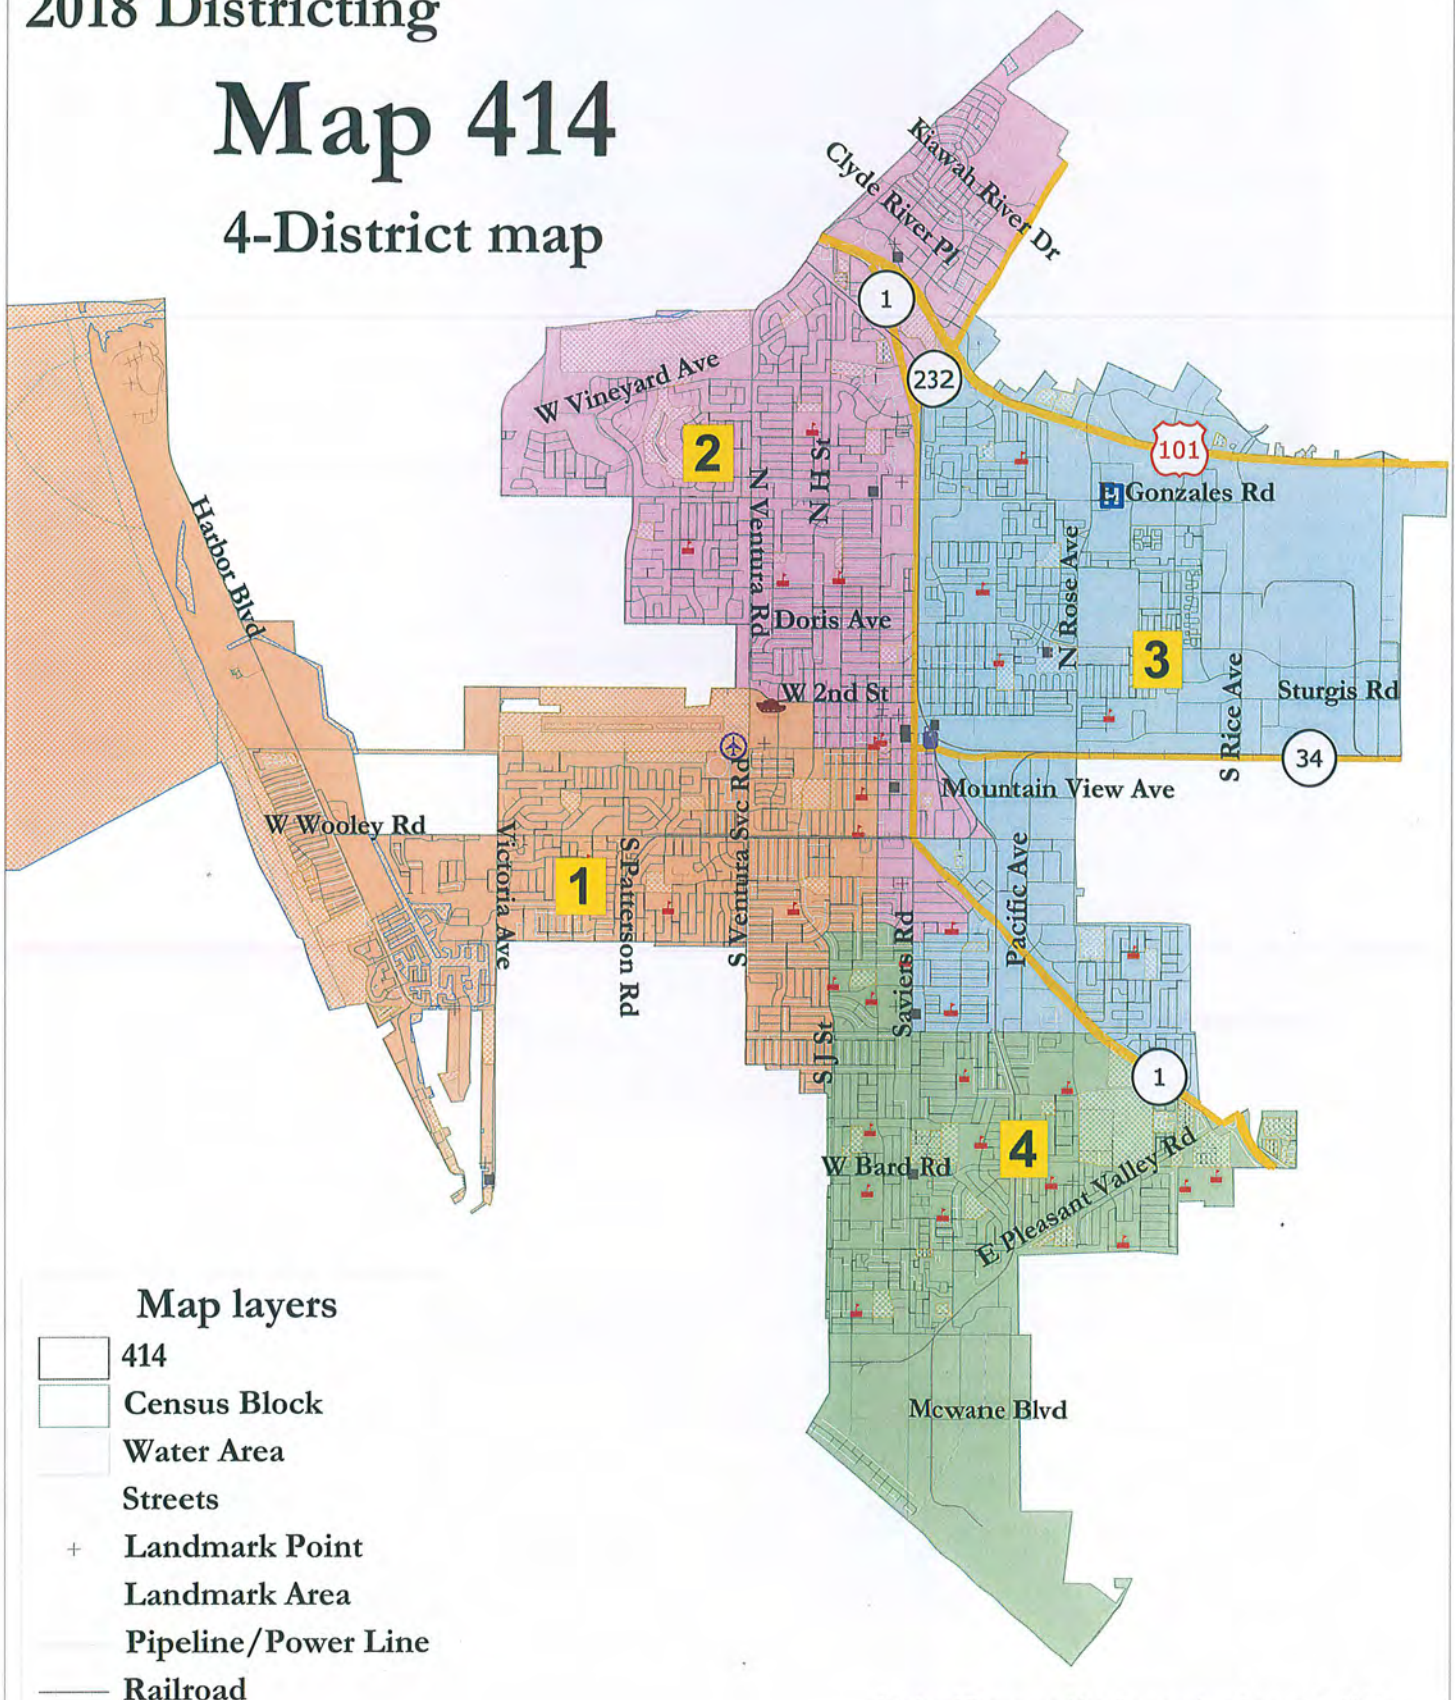 2018 Districting
Map 414
4-District map
Kiawah River Dr
Clyde River Pl
1
232
W Vineyard Ave
2
N H St
N Ventura Rd
101
H
Gonzales Rd
Harbor Blvd
N Rose Ave
Doris Ave
3
S Rice Ave
Sturgis Rd
W 2nd St
34
Mountain View Ave
W Wooley Rd
Victoria Ave
1
S Patterson Rd
S Ventura Svc Rd
Pacific Ave
Saviers Rd
S J St
1
4
W Bard Rd
E Pleasant Valley Rd
Mcwane Blvd
Map layers
414
Census Block
Water Area
Streets
Landmark Point
Landmark Area
Pipeline/Power Line
Railroad